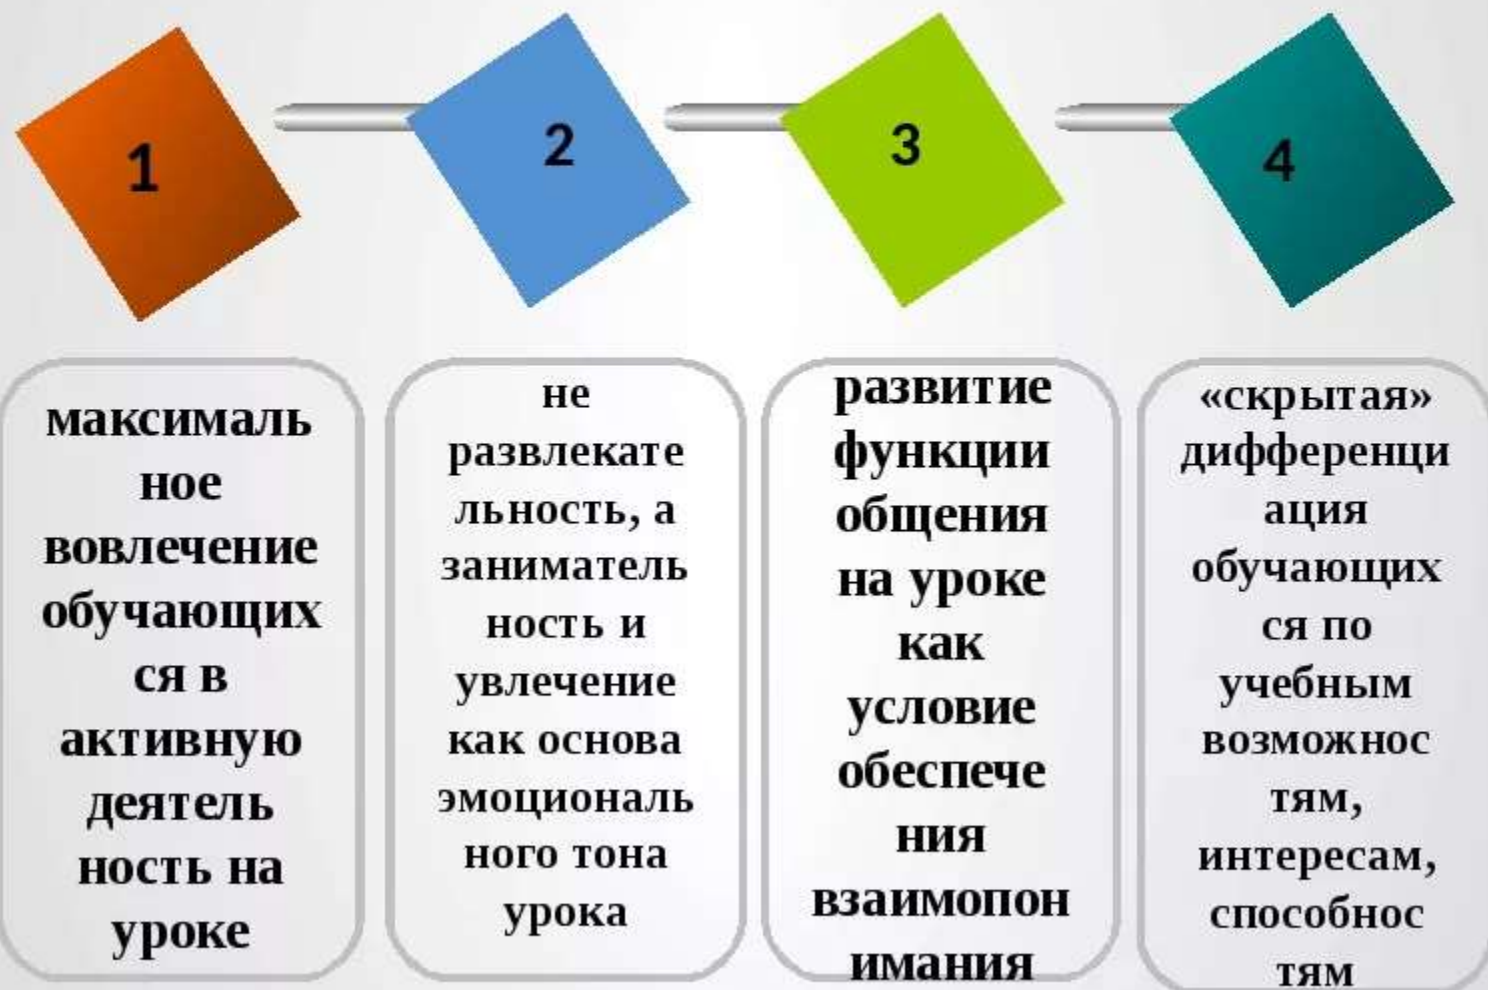 1
2
3
4
максималь
ное
вовлечение
обучающих
ся в
активную
деятель
ность на
уроке
не
развлекате
льность, а
заниматель
ность и
увлечение
как основа
эмоциональ
ного тона
урока
развитие
функции
общения
на уроке
как
условие
обеспече
ния
взаимопон
имания
«скрытая»
дифференци
ация
обучающих
ся по
учебным
возможнос
тям,
интересам,
способнос
тям